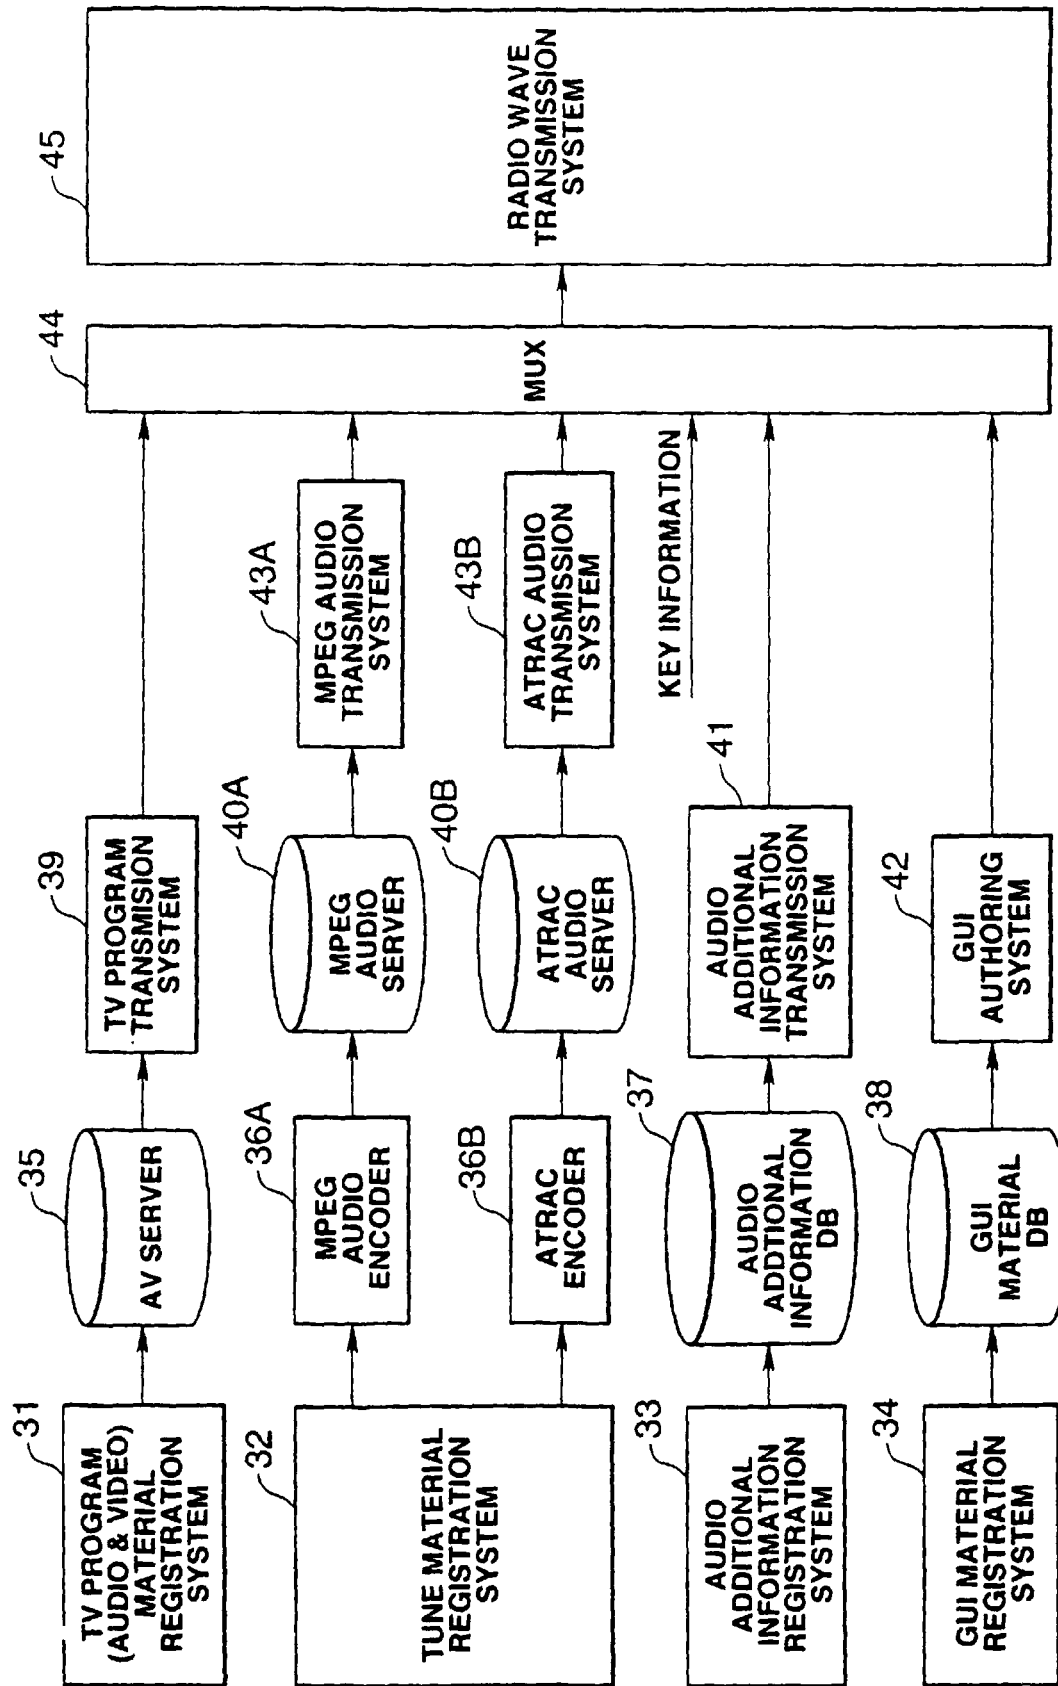 31
TV PROGRAM
(AUDIO & VIDEO)
MATERIAL
REGISTRATION
SYSTEM
35
AV SERVER
39
TV PROGRAM
TRANSMISION
SYSTEM
32
TUNE MATERIAL
REGISTRATION
SYSTEM
36A
MPEG
AUDIO
ENCODER
40A
MPEG
AUDIO
SERVER
43A
MPEG AUDIO
TRANSMISSION
SYSTEM
36B
ATRAC
ENCODER
40B
ATRAC
AUDIO
SERVER
43B
ATRAC AUDIO
TRANSMISSION
SYSTEM
KEY INFORMATION
33
AUDIO
ADDITIONAL
INFORMATION
REGISTRATION
SYSTEM
37
AUDIO
ADDTIONAL
INFORMATION
DB
41
AUDIO
ADDITIONAL
INFORMATION
TRANSMISSION
SYSTEM
34
GUI MATERIAL
REGISTRATION
SYSTEM
38
GUI
MATERIAL
DB
42
GUI
AUTHORING
SYSTEM
44
MUX
45
RADIO WAVE
TRANSMISSION
SYSTEM